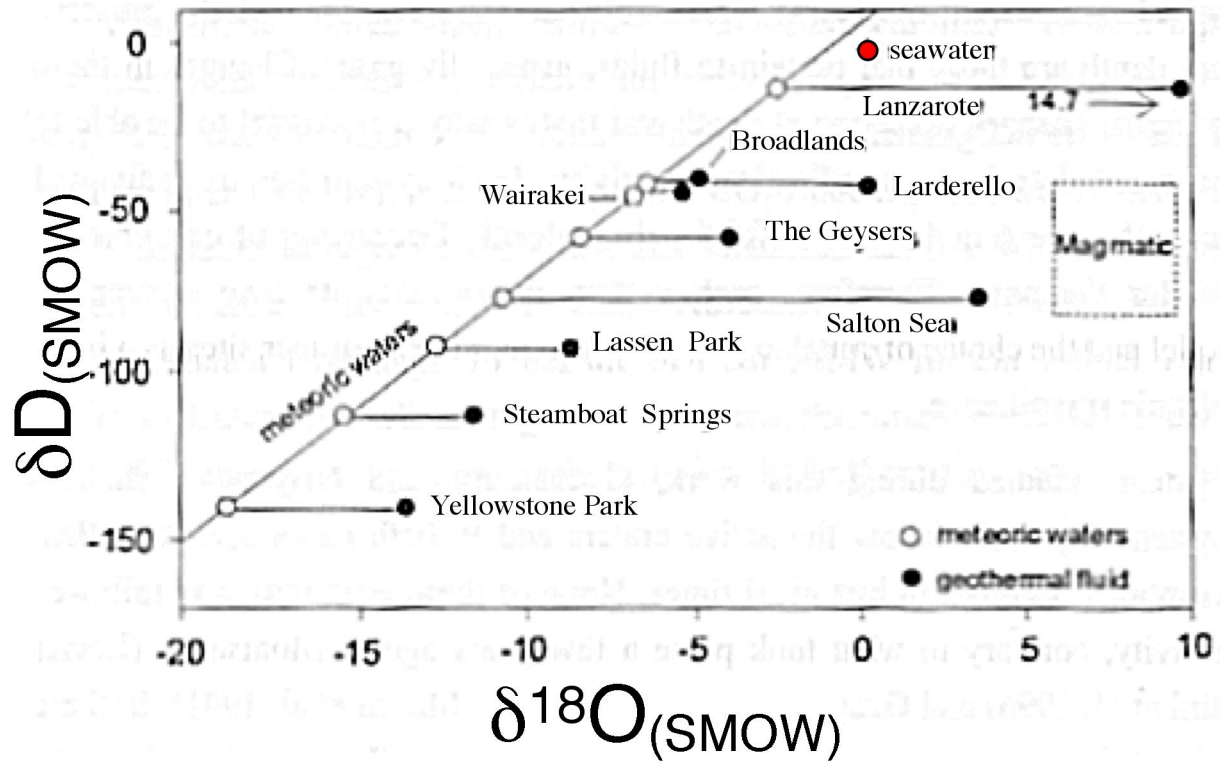 0
seawater
Lanzarote
14.7
Broadlands
Wairakei
Larderello
-50
The Geysers
Magmatic
Salton Sea
Lassen Park
-100
meteoric waters
Steamboat Springs
Yellowstone Park
-150
meteoric waters
geothermal fluid
δD(SMOW)
-20
-15
-10
-5
0
5
10
δ18O(SMOW)